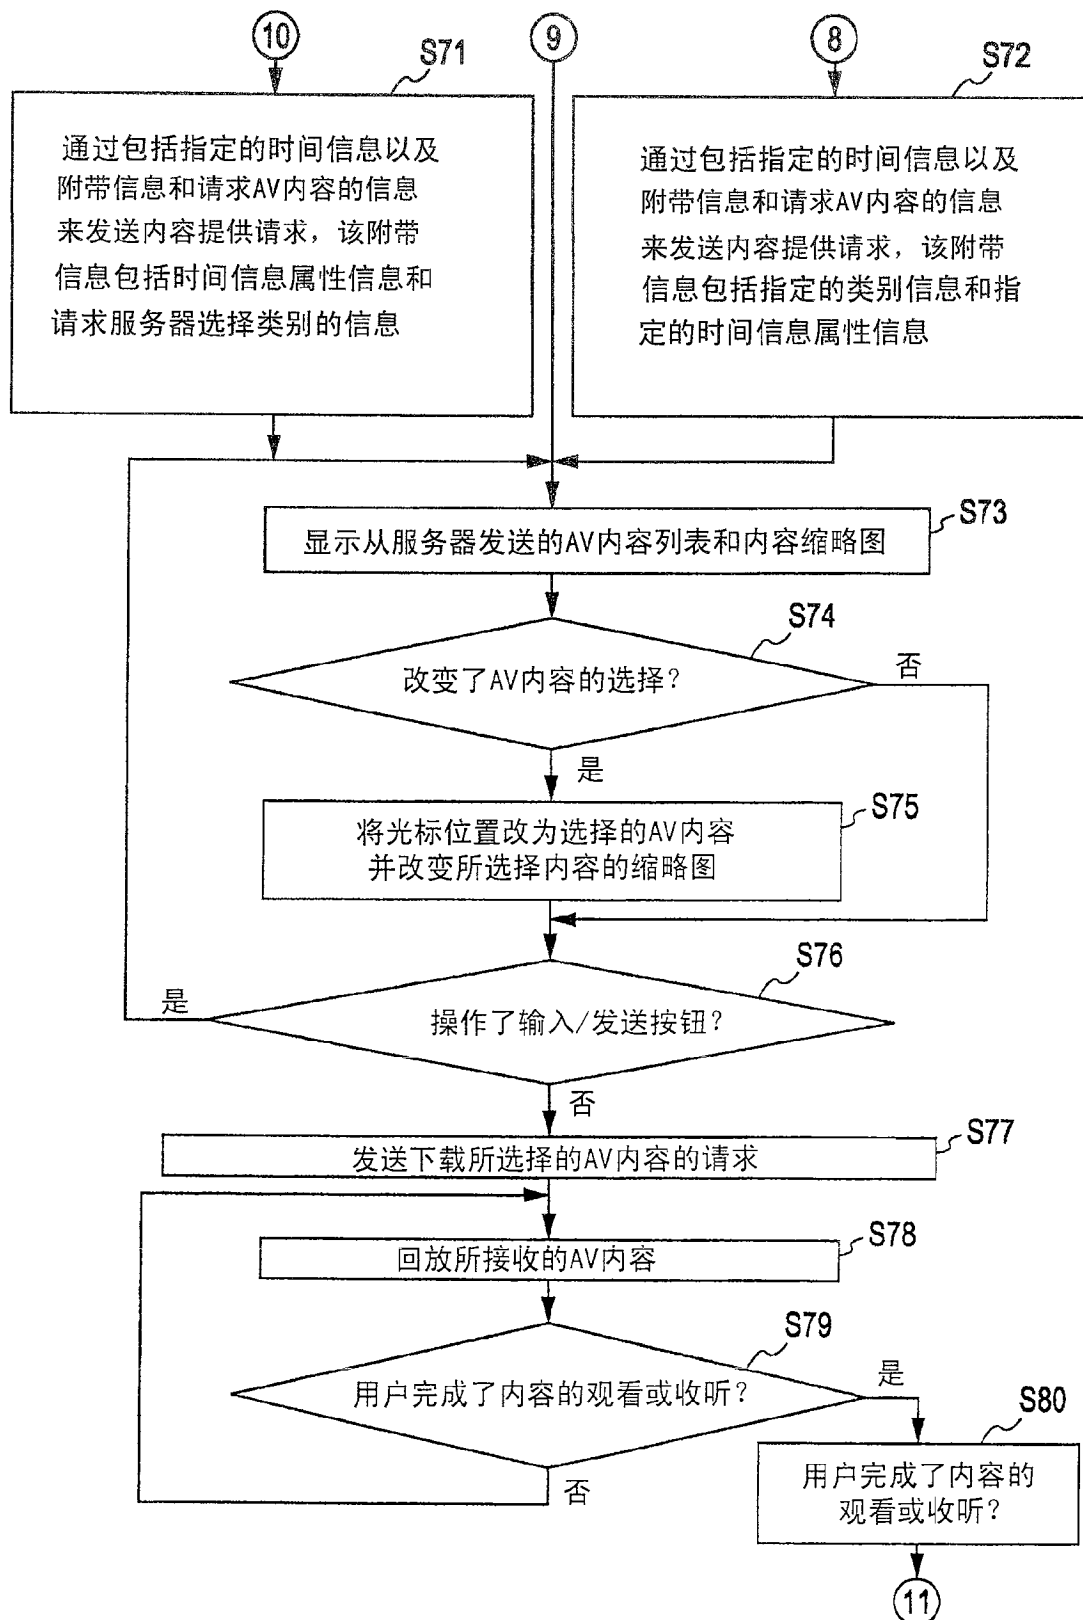 10
9
8
S71
S72
通过包括指定的时间信息以及
附带信息和请求AV内容的信息
来发送内容提供请求，该附带
信息包括时间信息属性信息和
请求服务器选择类别的信息
通过包括指定的时间信息以及
附带信息和请求AV内容的信息
来发送内容提供请求，该附带
信息包括指定的类别信息和指
定的时间信息属性信息
S73
显示从服务器发送的AV内容列表和内容缩略图
S74
改变了AV内容的选择？
否
是
S75
将光标位置改为选择的AV内容
并改变所选择内容的缩略图
S76
是
操作了输入/发送按钮？
否
S77
发送下载所选择的AV内容的请求
S78
回放所接收的AV内容
S79
用户完成了内容的观看或收听？
是
否
S80
用户完成了内容的
观看或收听？
11